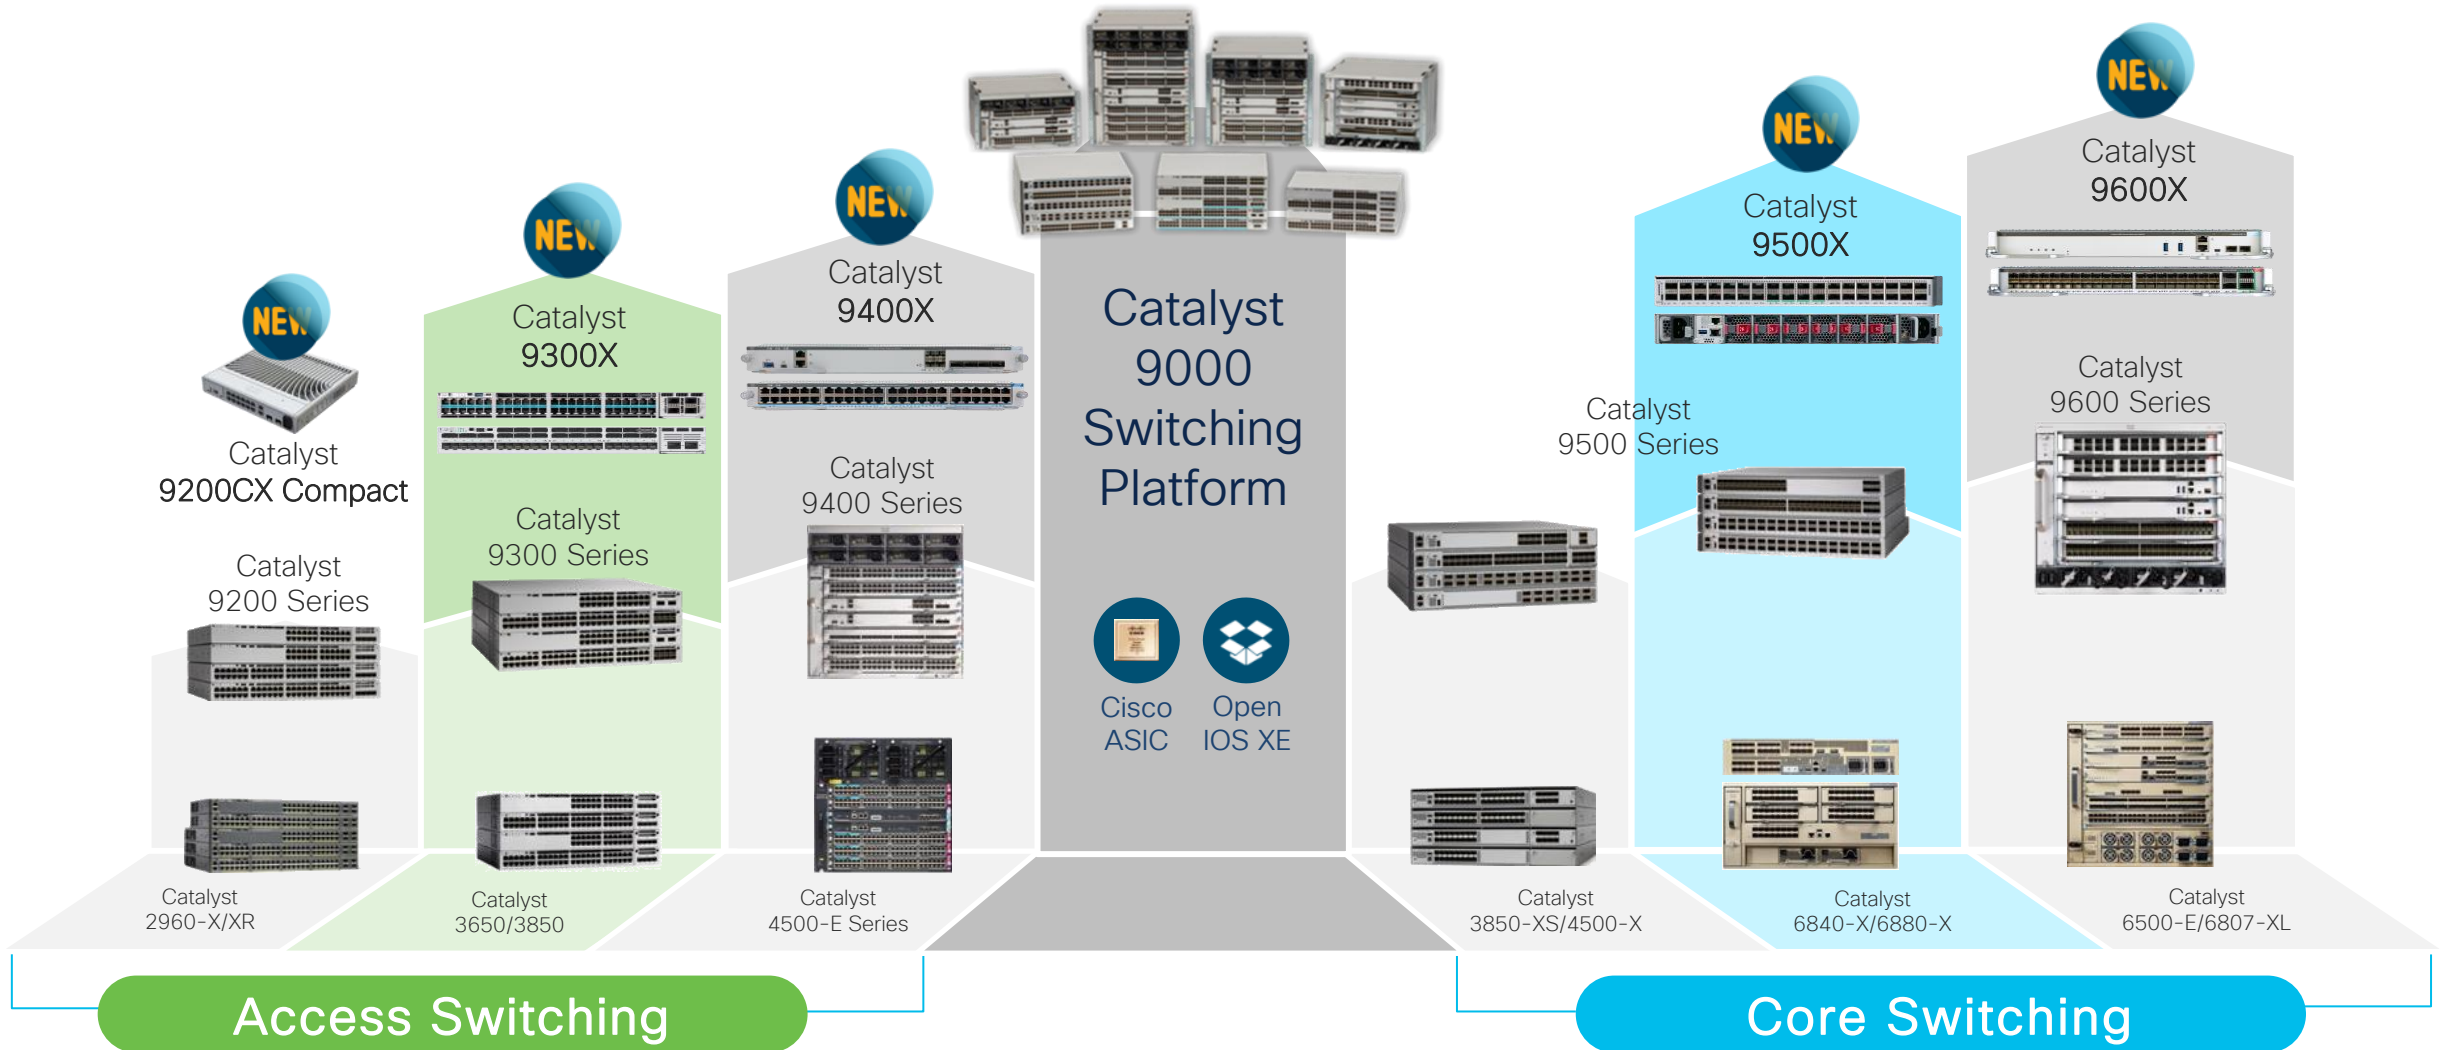 NEW
Catalyst
9200CX Compact
Catalyst
9200 Series
Catalyst
2960-X/XR
NEW
Catalyst
9300X
Catalyst
9300 Series
Catalyst
3650/3850
NEW
Catalyst
9400X
Catalyst
9400 Series
Catalyst
4500-E Series
Catalyst
9000
Switching
Platform
Cisco
ASIC
Open
IOS XE
Catalyst
9500 Series
Catalyst
3850-XS/4500-X
NEW
Catalyst
9500X
Catalyst
6840-X/6880-X
NEW
Catalyst
9600X
Catalyst
9600 Series
Catalyst
6500-E/6807-XL
Access Switching
Core Switching